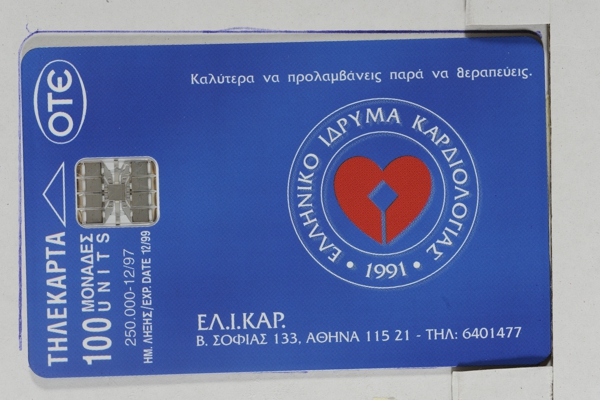 ΟΤΕ
Καλύτερα να προλαμβάνεις παρά να θεραπεύεις.
ΕΛΛΗΝΙΚΟ ΙΔΡΥΜΑ ΚΑΡΔΙΟΛΟΓΙΑΣ
• 1991 •
ΤΗΛΕΚΑΡΤΑ
100 ΜΟΝΑΔΕΣ
UNITS
250.000-12/97
ΗΜ. ΛΗΞΗΣ/EXP. DATE 12/99
ΕΛ.Ι.ΚΑΡ.
Β. ΣΟΦΙΑΣ 133, ΑΘΗΝΑ 115 21 - ΤΗΛ: 6401477